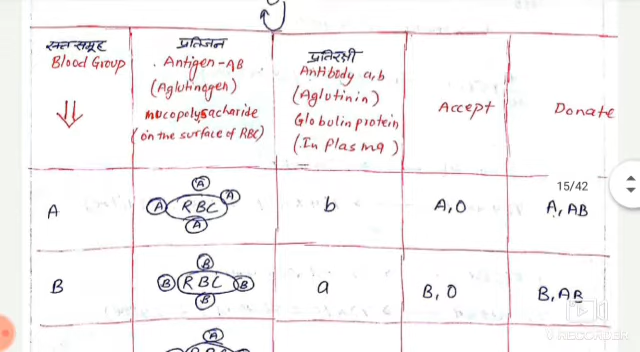 रक्त समूह
Blood Group
प्रतिजन
Antigen-AB
(Aglutinogen)
mucopolysacharide
(on the surface of RBC)
प्रतिरक्षी
Antibody a,b
(Aglutinin)
Globulin protein
(In Plasma)
Accept
Donate
15/42
A
A
A
RBC
A
A
b
A,O
A, AB
B
B
B
RBC
B
B
a
B,O
B, AB
A
RECORDER